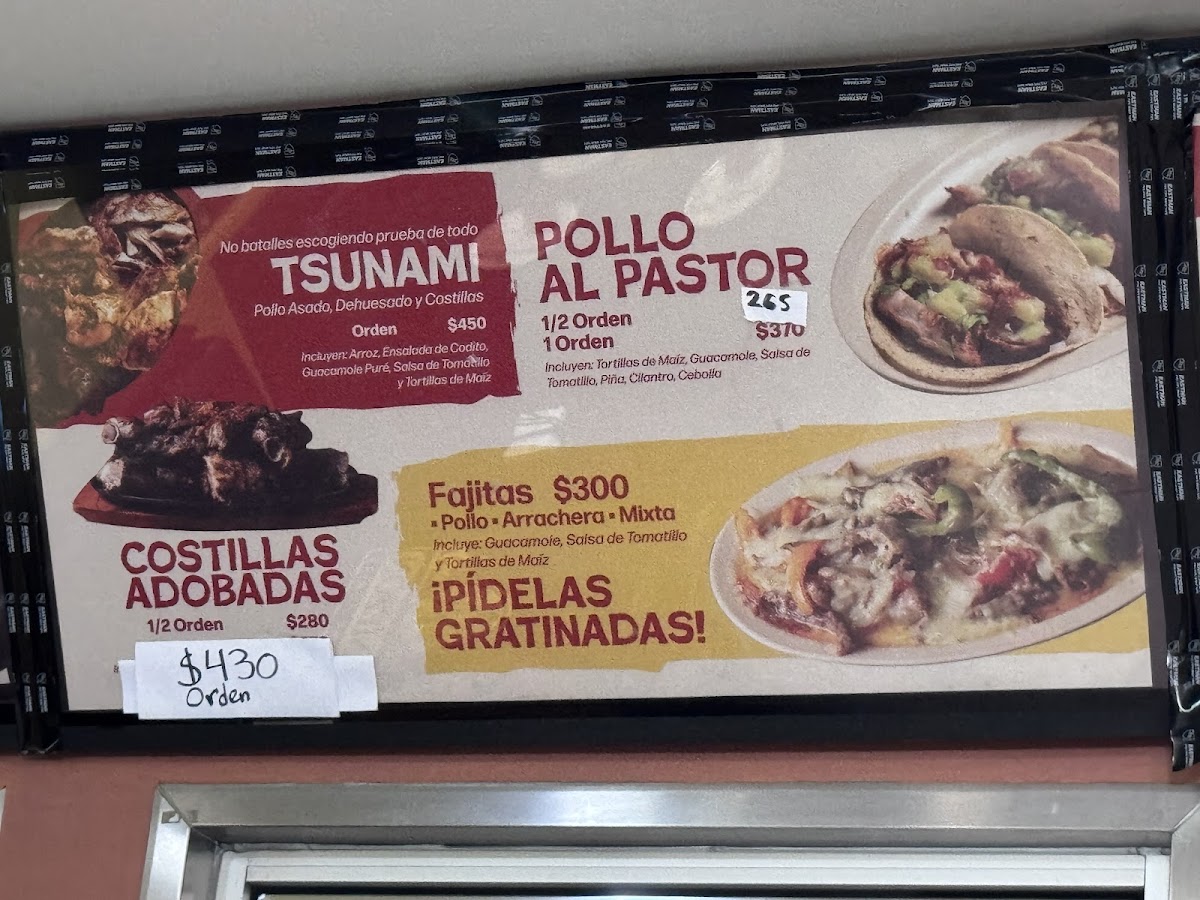 No batalles escogiendo prueba de todo
TSUNAMI
Pollo Asado, Dehuesado y Costillas
Orden $450
Incluyen: Arroz, Ensalada de Codito,
Guacamole Puré, Salsa de Tomatillo
y Tortillas de Maíz
POLLO
AL PASTOR
1/2 Orden 265
1 Orden $370
Incluyen: Tortillas de Maíz, Guacamole, Salsa de
Tomatillo, Piña, Cilantro, Cebolla
COSTILLAS
ADOBADAS
1/2 Orden $280
$430
Orden
Fajitas $300
▪ Pollo ▪ Arrachera ▪ Mixta
Incluye: Guacamole, Salsa de Tomatillo
y Tortillas de Maíz
¡PÍDELAS
GRATINADAS!
EASTMAN